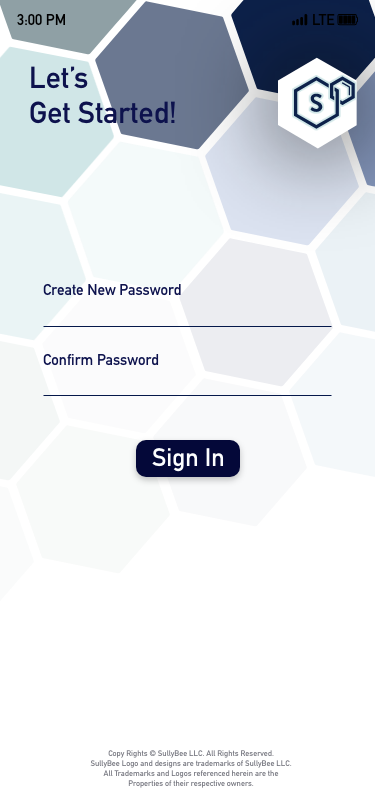 3:00 PM LTE
Let's
Get Started!
S
Create New Password
Confirm Password
Sign In
Copy Rights © SullyBee LLC. All Rights Reserved.
SullyBee Logo and designs are trademarks of SullyBee LLC.
All Trademarks and Logos referenced herein are the
Properties of their respective owners.